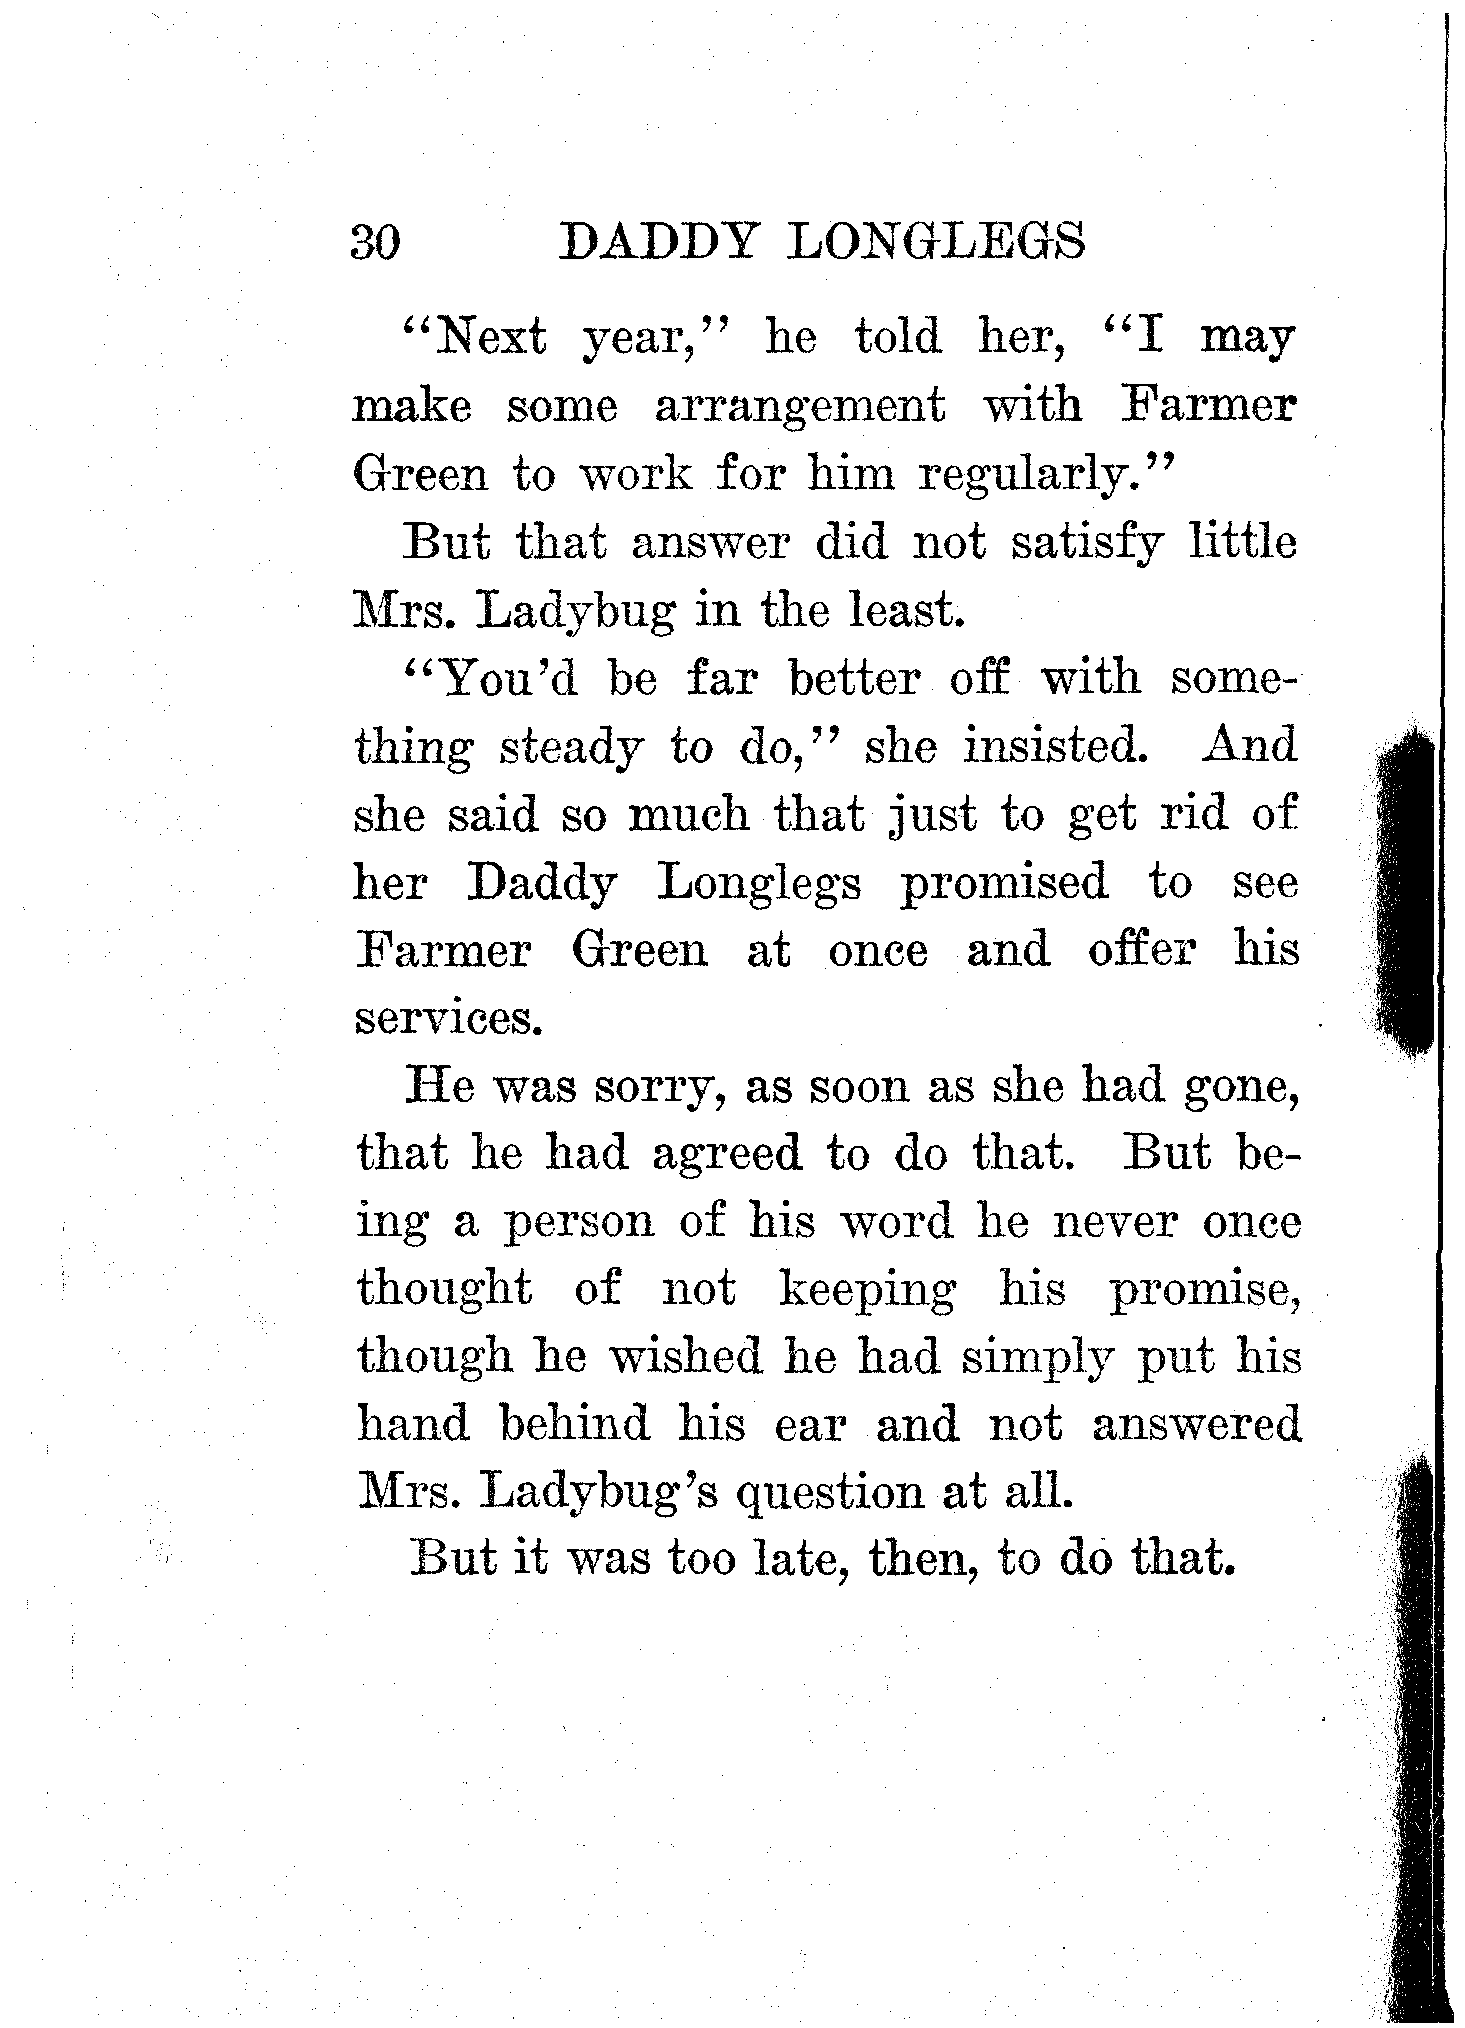 30 DADDY LONGLEGS
“Next year,” he told her, “I may
make some arrangement with Farmer
Green to work for him regularly.”
But that answer did not satisfy little
Mrs. Ladybug in the least.
“You’d be far better off with some-
thing steady to do,” she insisted. And
she said so much that just to get rid of
her Daddy Longlegs promised to see
Farmer Green at once and offer his
services.
He was sorry, as soon as she had gone,
that he had agreed to do that. But be-
ing a person of his word he never once
thought of not keeping his promise,
though he wished he had simply put his
hand behind his ear and not answered
Mrs. Ladybug’s question at all.
But it was too late, then, to do that.